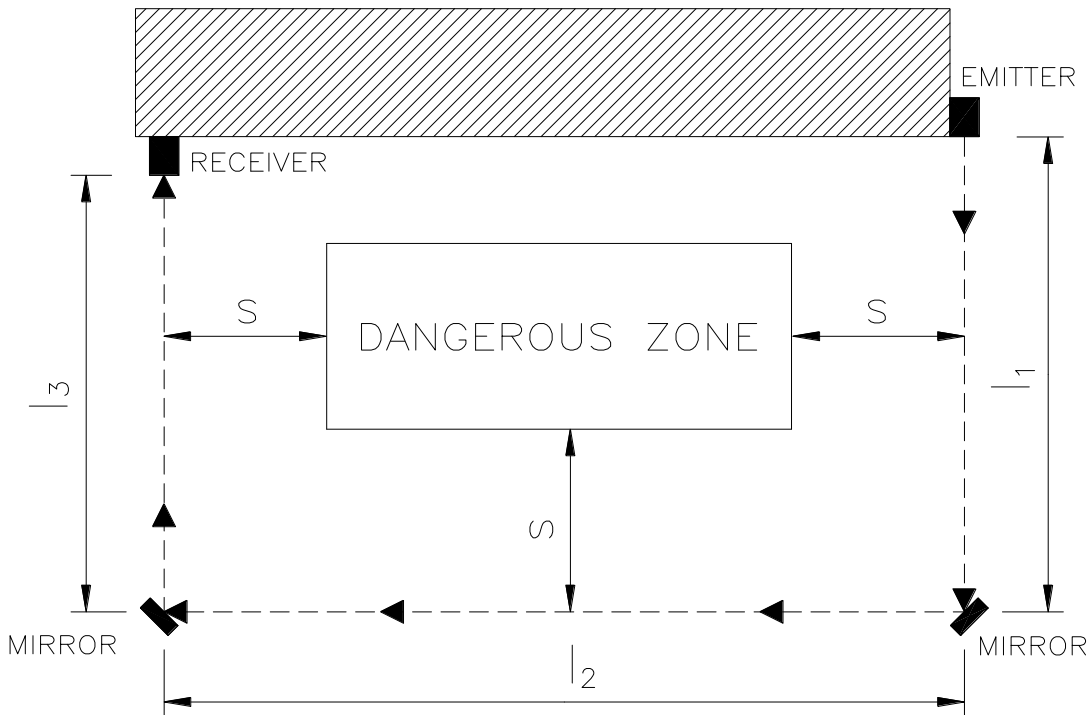 EMITTER
RECEIVER
S
DANGEROUS ZONE
S
l3
l1
S
MIRROR
MIRROR
l2